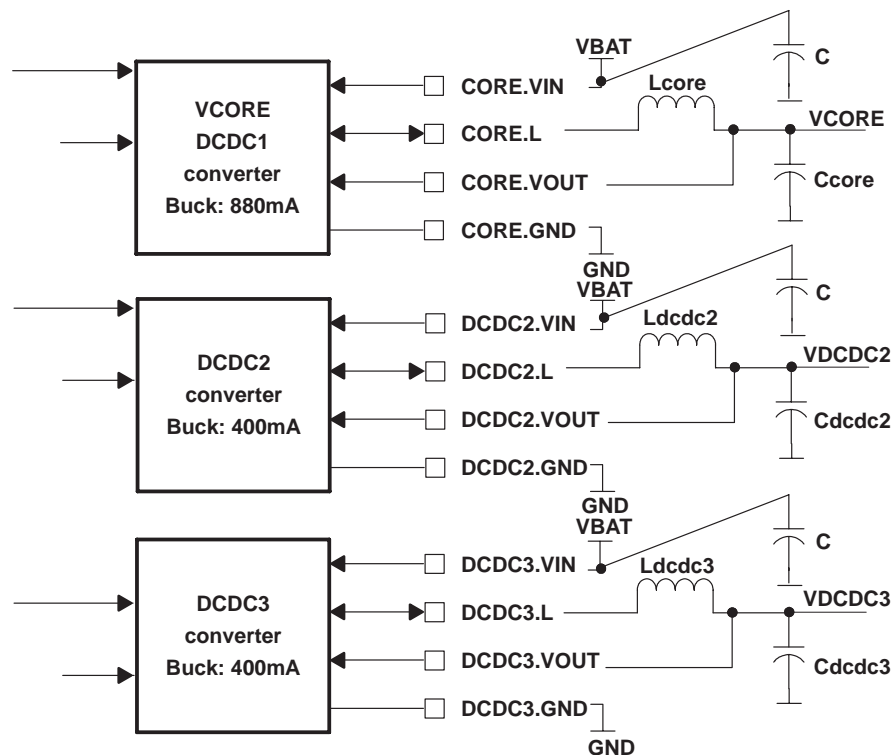 VCORE
DCDC1
converter
Buck: 880mA
CORE.VIN
CORE.L
CORE.VOUT
CORE.GND
VBAT
C
Lcore
VCORE
Ccore
GND
DCDC2
converter
Buck: 400mA
DCDC2.VIN
DCDC2.L
DCDC2.VOUT
DCDC2.GND
VBAT
C
Ldcdc2
VDCDC2
Cdcdc2
GND
DCDC3
converter
Buck: 400mA
DCDC3.VIN
DCDC3.L
DCDC3.VOUT
DCDC3.GND
VBAT
C
Ldcdc3
VDCDC3
Cdcdc3
GND